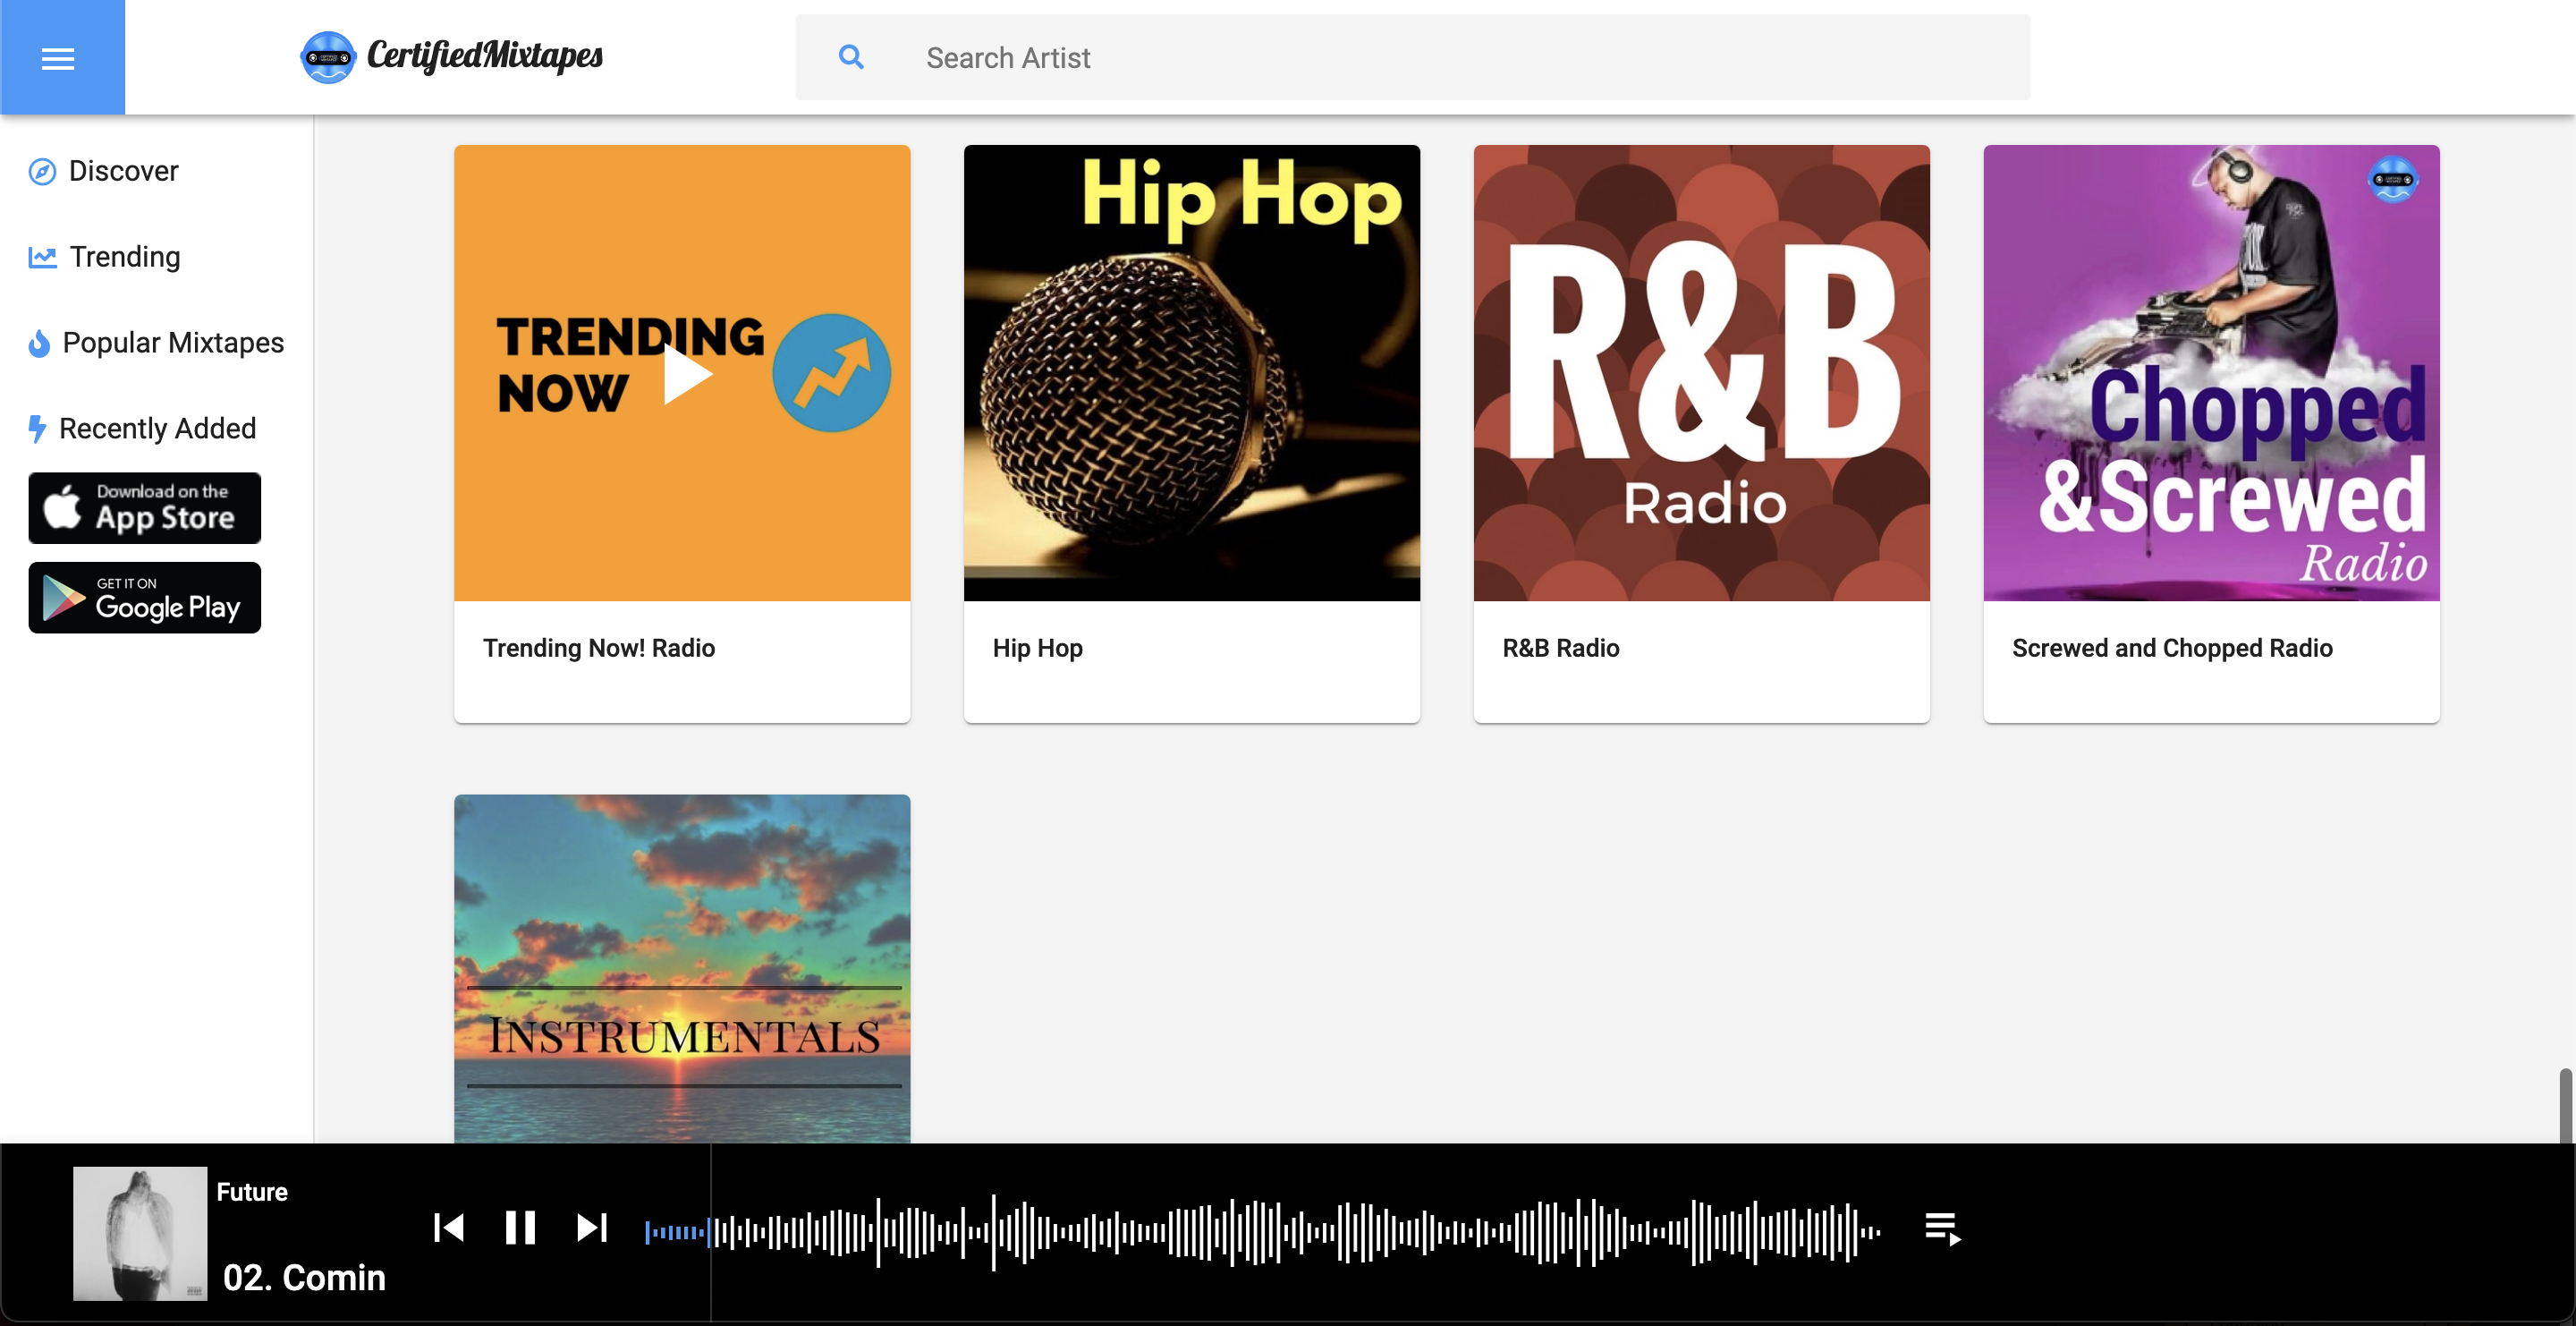 CertifiedMixtapes
Search Artist
Discover
Trending
Popular Mixtapes
Recently Added
Download on the
App Store
GET IT ON
Google Play
TRENDING
NOW
Trending Now! Radio
Hip Hop
Hip Hop
R&B
Radio
R&B Radio
Chopped
&Screwed
Radio
Screwed and Chopped Radio
INSTRUMENTALS
Future
02. Comin